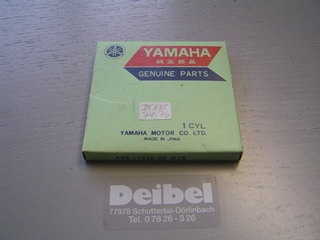 YAMAHA
GENUINE PARTS
1 CYL.
YAMAHA MOTOR CO. LTD.
MADE IN JAPAN
Deibel
77978 Schuttertal-Dörlinbach
Tel. 0 78 26 - 3 26